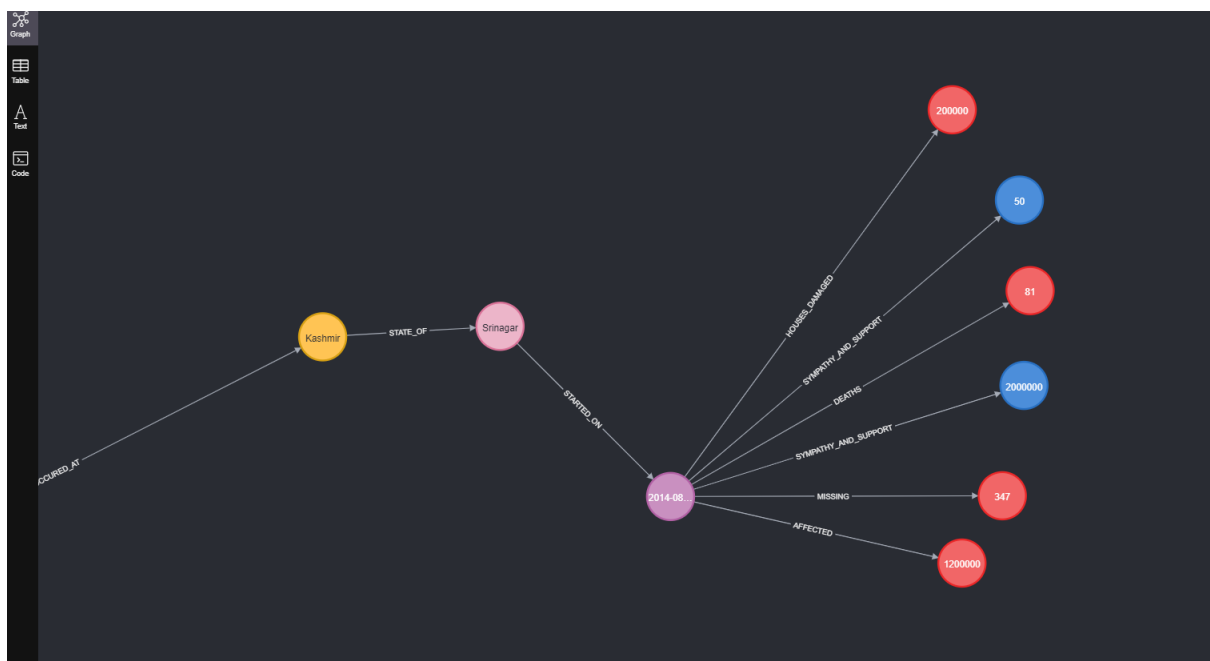 Graph
Table
Text
Code
200000
50
81
2000000
347
1200000
Kashmir
STATE_OF
Srinagar
STARTED_ON
2014-08...
HOUSES_DAMAGED
SYMPATHY_AND_SUPPORT
DEATHS
SYMPATHY_AND_SUPPORT
MISSING
AFFECTED
CCURED_AT